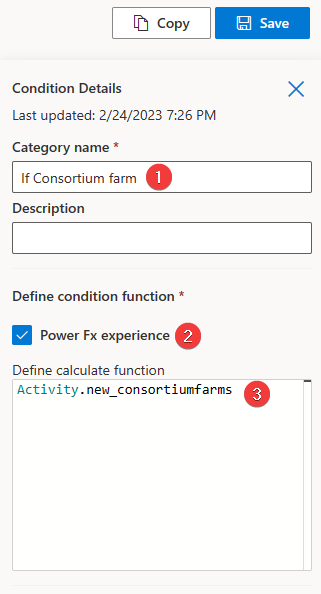 Copy Save
Condition Details
Last updated: 2/24/2023 7:26 PM
Category name *
If Consortium farm 1
Description
Define condition function *
Power Fx experience 2
Define calculate function
Activity.new_consortiumfarms 3